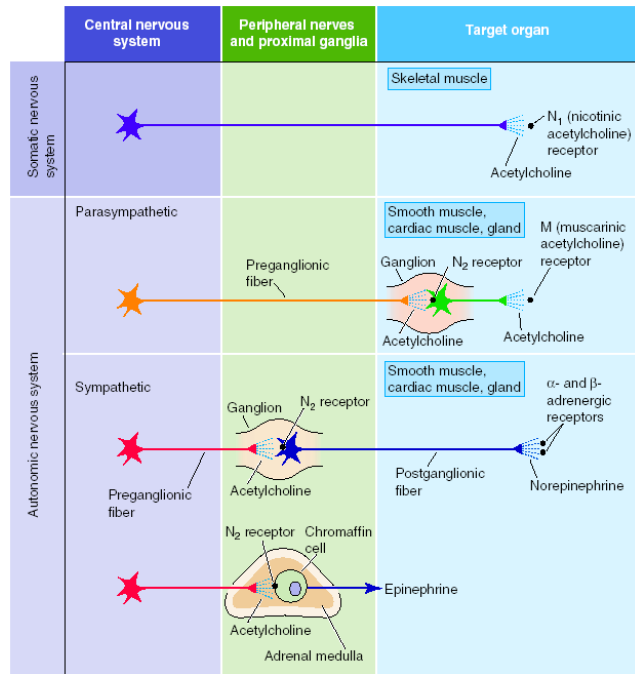 Central nervous
system
Peripheral nerves
and proximal ganglia
Target organ
Somatic nervous
system
Skeletal muscle
N1 (nicotinic
acetylcholine)
receptor
Acetylcholine
Autonomic nervous system
Parasympathetic
Preganglionic
fiber
Smooth muscle,
cardiac muscle, gland
Ganglion
N2 receptor
M (muscarinic
acetylcholine)
receptor
Acetylcholine
Acetylcholine
Sympathetic
Ganglion
N2 receptor
Smooth muscle,
cardiac muscle, gland
α- and β-
adrenergic
receptors
Preganglionic
fiber
Acetylcholine
Postganglionic
fiber
Norepinephrine
N2 receptor
Chromaffin
cell
Epinephrine
Acetylcholine
Adrenal medulla